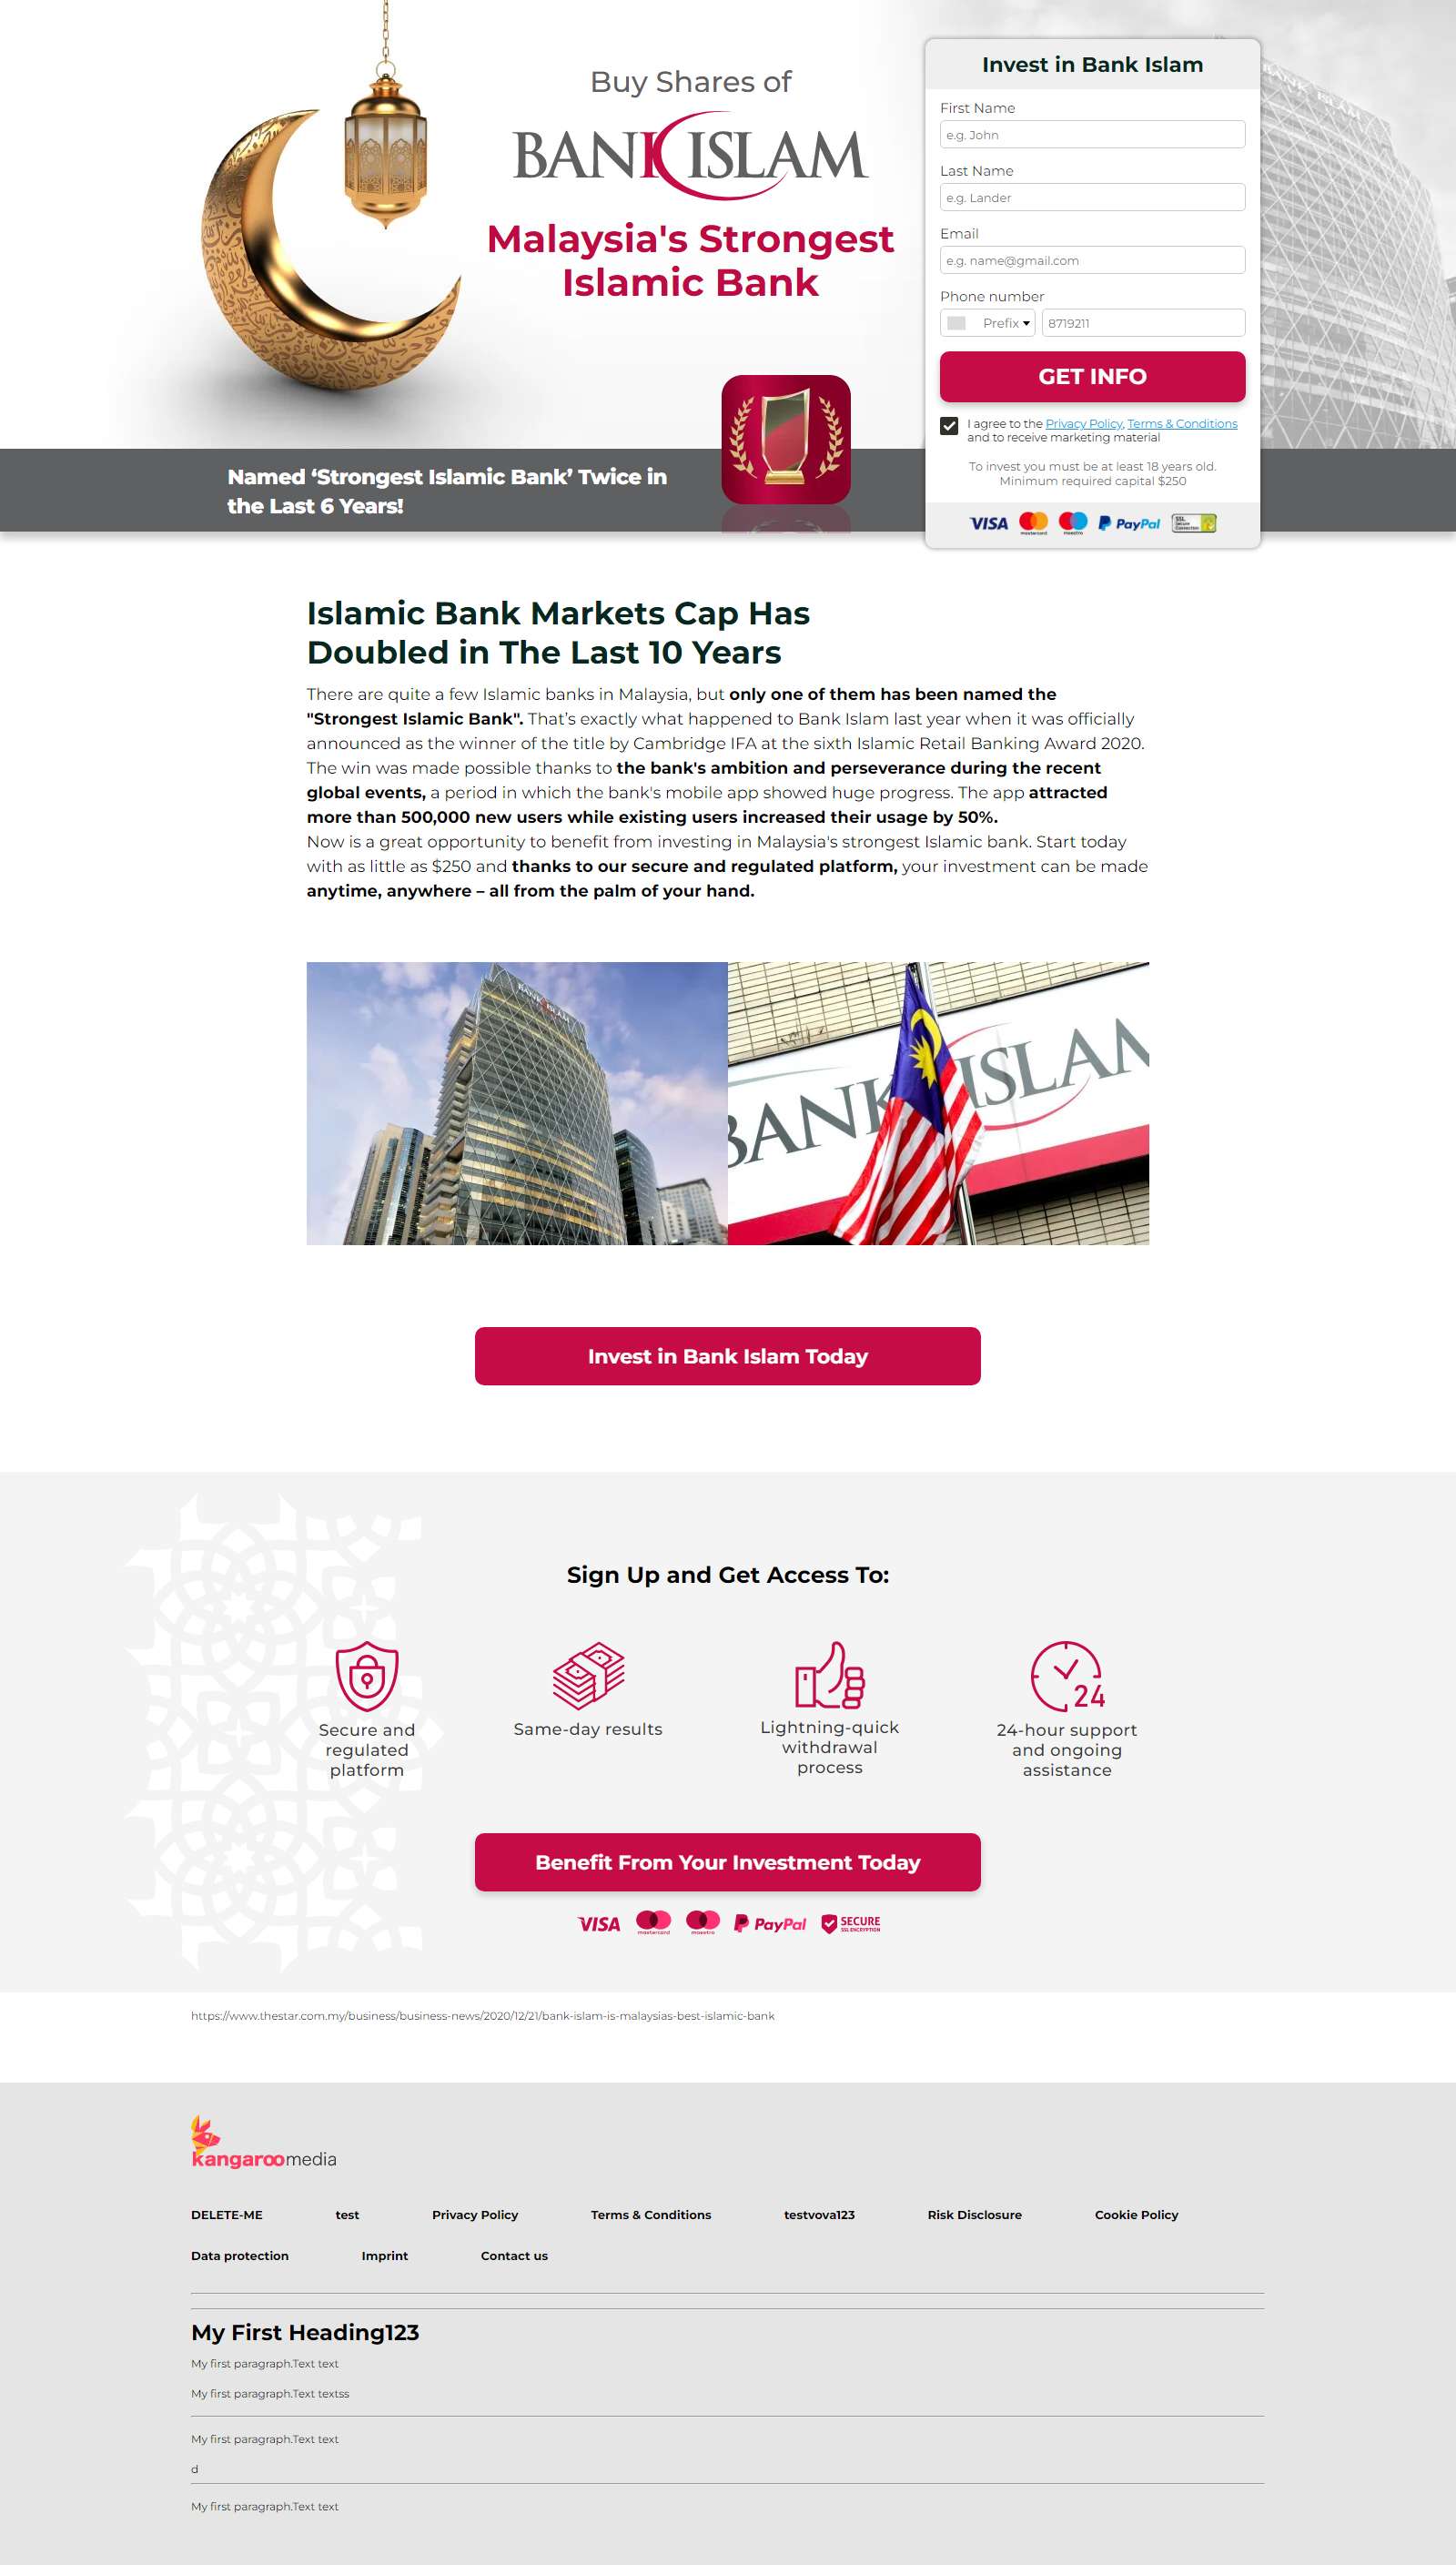 Buy Shares of
BANK ISLAM
Malaysia's Strongest
Islamic Bank
Named ‘Strongest Islamic Bank’ Twice in
the Last 6 Years!
BANK ISLAM
Invest in Bank Islam
First Name
e.g. John
Last Name
e.g. Lander
Email
e.g. name@gmail.com
Phone number
Prefix 8719211
GET INFO
I agree to the Privacy Policy, Terms & Conditions
and to receive marketing material
To invest you must be at least 18 years old.
Minimum required capital $250
VISA mastercard maestro PayPal SSL Secure Connection
Islamic Bank Markets Cap Has
Doubled in The Last 10 Years
There are quite a few Islamic banks in Malaysia, but only one of them has been named the
"Strongest Islamic Bank". That’s exactly what happened to Bank Islam last year when it was officially
announced as the winner of the title by Cambridge IFA at the sixth Islamic Retail Banking Award 2020.
The win was made possible thanks to the bank's ambition and perseverance during the recent
global events, a period in which the bank's mobile app showed huge progress. The app attracted
more than 500,000 new users while existing users increased their usage by 50%.
Now is a great opportunity to benefit from investing in Malaysia's strongest Islamic bank. Start today
with as little as $250 and thanks to our secure and regulated platform, your investment can be made
anytime, anywhere – all from the palm of your hand.
BANK ISLAM
BANK ISLAM
Invest in Bank Islam Today
Sign Up and Get Access To:
Secure and
regulated
platform
Same-day results
Lightning-quick
withdrawal
process
24
24-hour support
and ongoing
assistance
Benefit From Your Investment Today
VISA mastercard maestro PayPal SECURE SSL ENCRYPTION
https://www.thestar.com.my/business/business-news/2020/12/21/bank-islam-is-malaysias-best-islamic-bank
kangaroomedia
DELETE-ME test Privacy Policy Terms & Conditions testvova123 Risk Disclosure Cookie Policy
Data protection Imprint Contact us
My First Heading123
My first paragraph.Text text
My first paragraph.Text textss
My first paragraph.Text text
d
My first paragraph.Text text